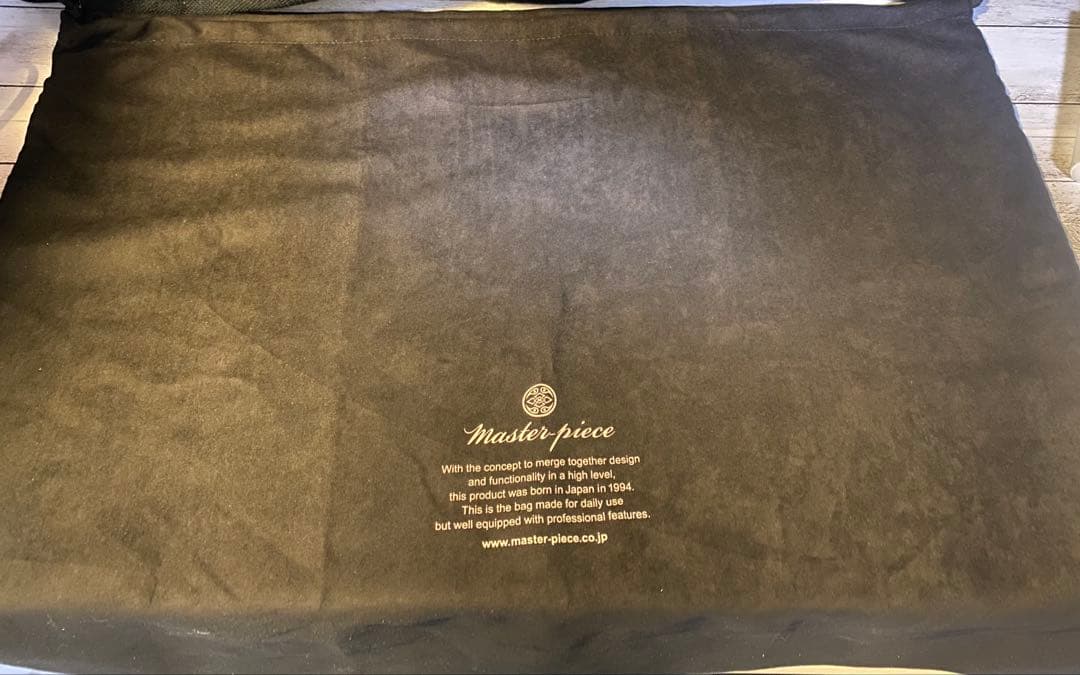 Master-piece
With the concept to merge together design
and functionality in a high level,
this product was born in Japan in 1994.
This is the bag made for daily use
but well equipped with professional features.
www.master-piece.co.jp